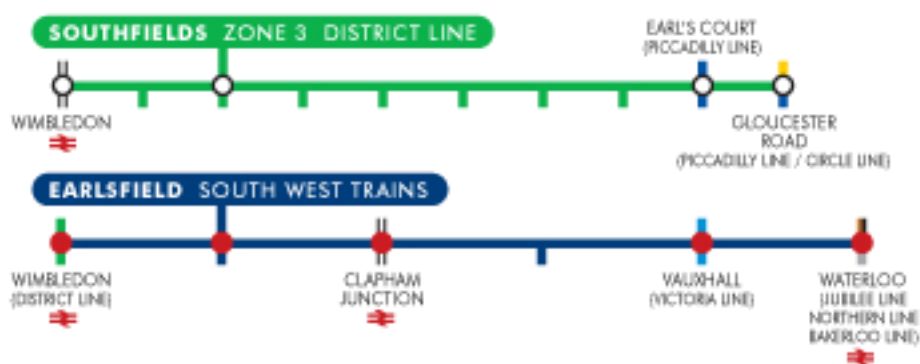 SOUTHFIELDS ZONE 3 DISTRICT LINE
EARL'S COURT
(PICCADILLY LINE)
WIMBLEDON
GLOUCESTER
ROAD
(PICCADILLY LINE / CIRCLE LINE)
EARLSFIELD SOUTH WEST TRAINS
WIMBLEDON
(DISTRICT LINE)
CLAPHAM
JUNCTION
VAUXHALL
(VICTORIA LINE)
WATERLOO
(JUBILEE LINE
NORTHERN LINE
BAKERLOO LINE)